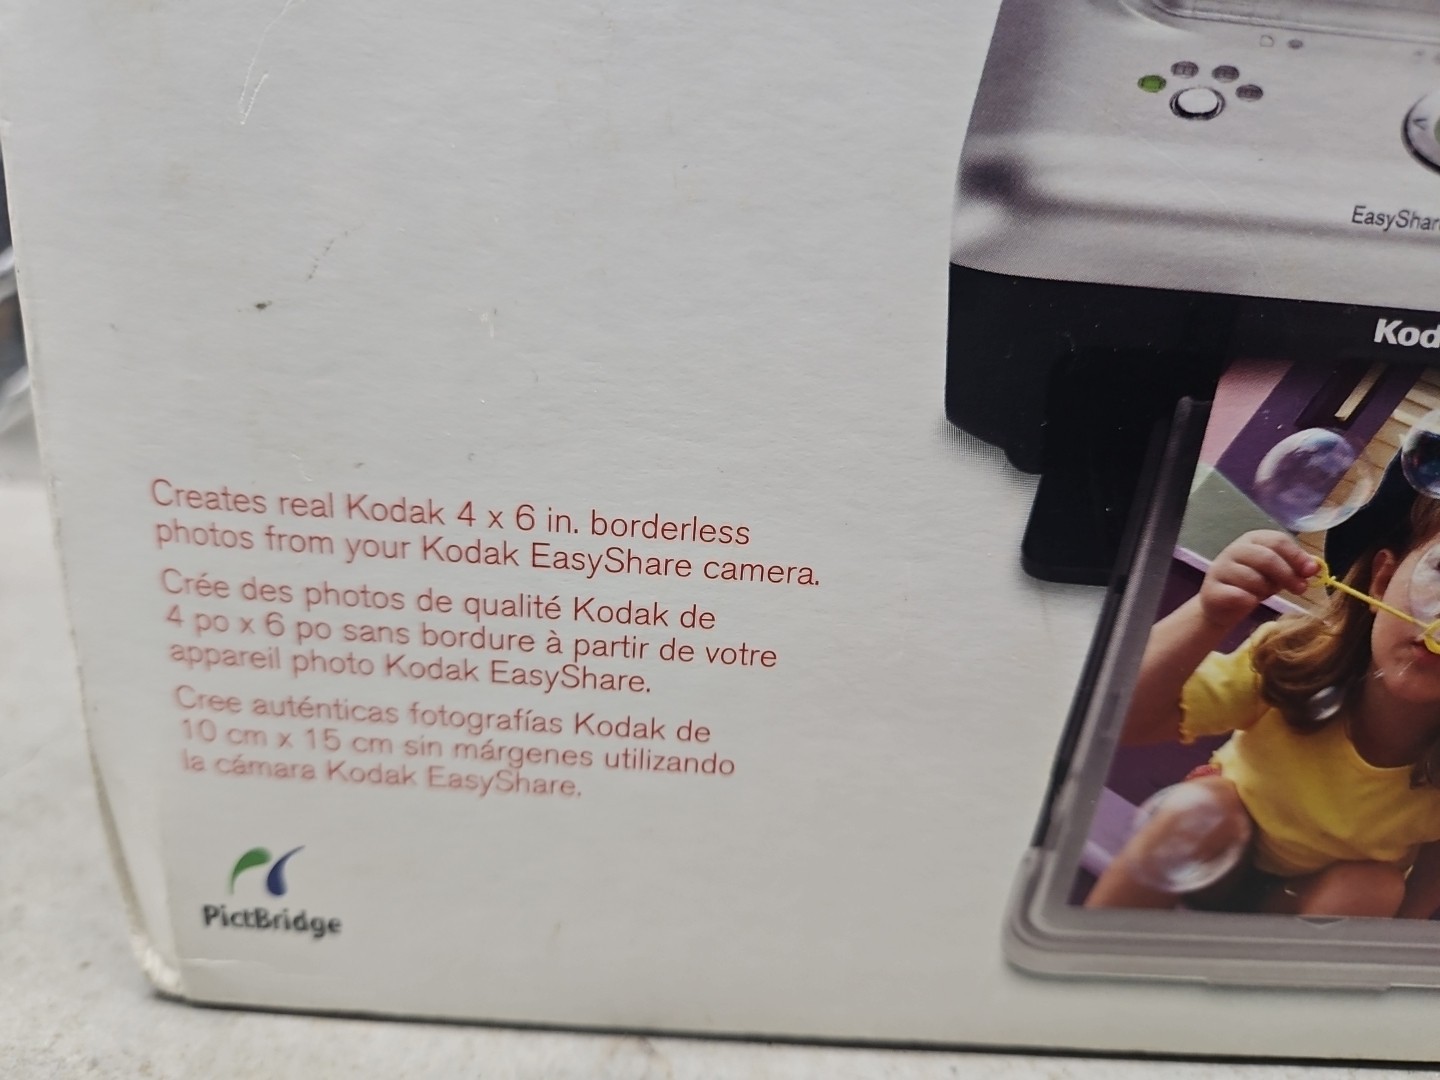 EasyShar
Kod
Creates real Kodak 4 x 6 in. borderless
photos from your Kodak EasyShare camera.
Crée des photos de qualité Kodak de
4 po x 6 po sans bordure à partir de votre
appareil photo Kodak EasyShare.
Cree auténticas fotografías Kodak de
10 cm x 15 cm sin márgenes utilizando
la cámara Kodak EasyShare.
PictBridge